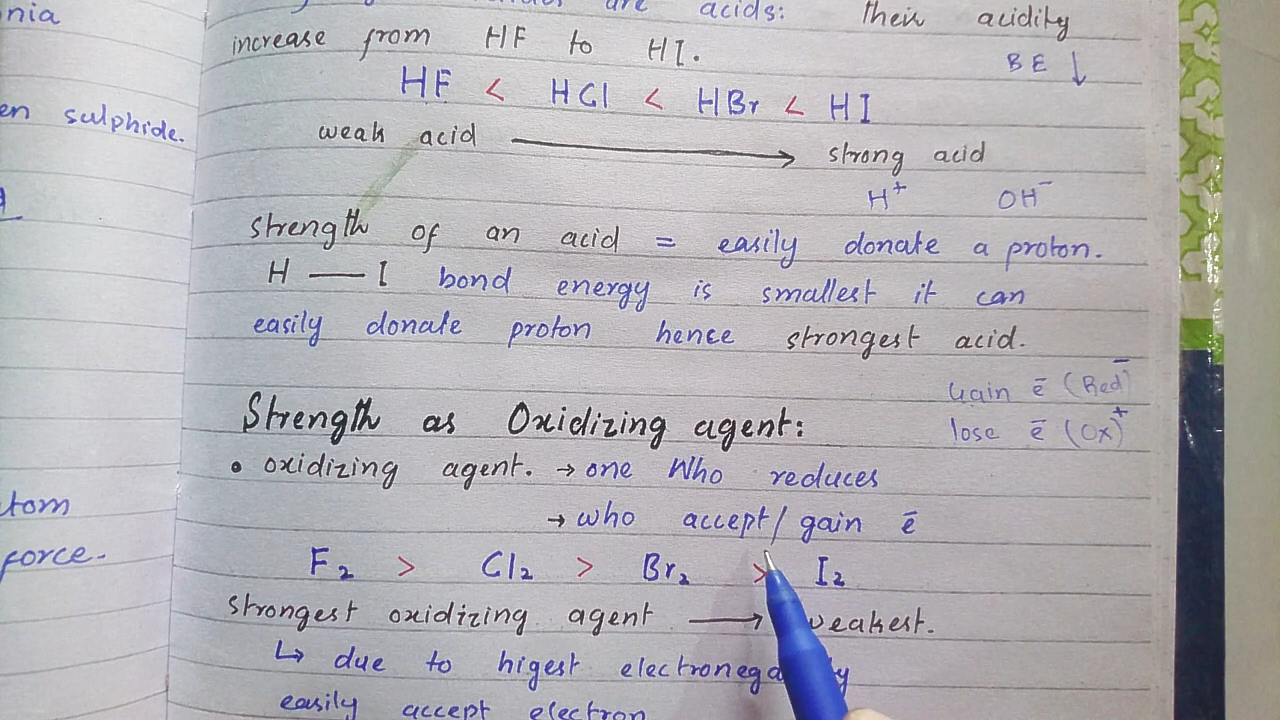 nia
en sulphide.
tom
force.
are acids: their acidity
increase from HF to HI.
BE ↓
HF < HCl < HBr < HI
weak acid ⟶ strong acid
H⁺ OH⁻
strength of an acid = easily donate a proton.
H — I bond energy is smallest it can
easily donate proton hence strongest acid.
Gain ē (Red)⁻
lose ē (Ox)⁺
Strength as Oxidizing agent:
• oxidizing agent. → one Who reduces
→ who accept/ gain ē
F₂ > Cl₂ > Br₂ > I₂
strongest oxidizing agent ⟶ weakest.
↳ due to higest
easily accept electron